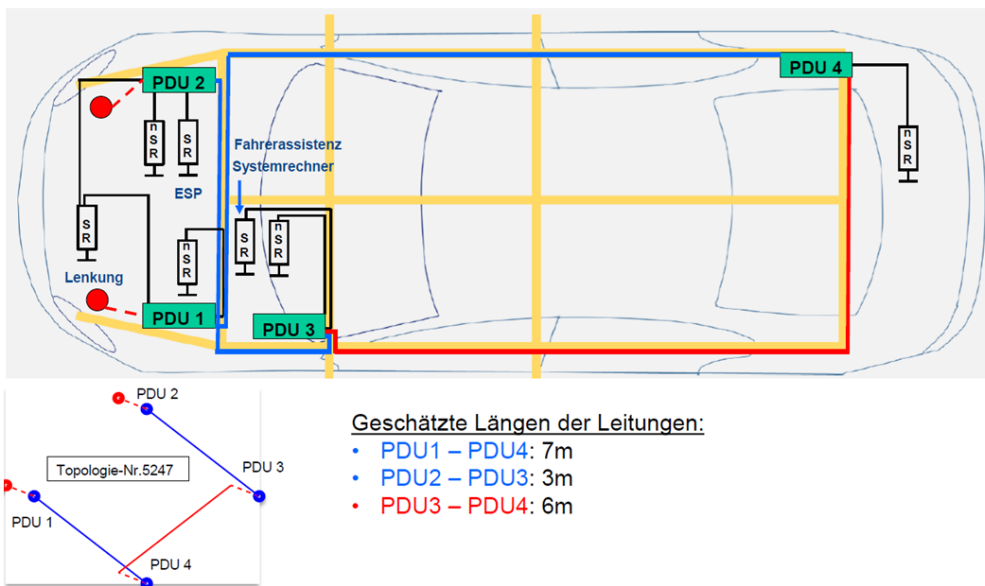 PDU 2
PDU 4
n
S
R
S
R
n
S
R
Fahrerassistenz
Systemrechner
ESP
S
R
n
S
R
S
R
n
S
R
Lenkung
PDU 1
PDU 3
PDU 2
PDU 3
Topologie-Nr.5247
PDU 1
PDU 4
Geschätzte Längen der Leitungen:
• PDU1 – PDU4: 7m
• PDU2 – PDU3: 3m
• PDU3 – PDU4: 6m